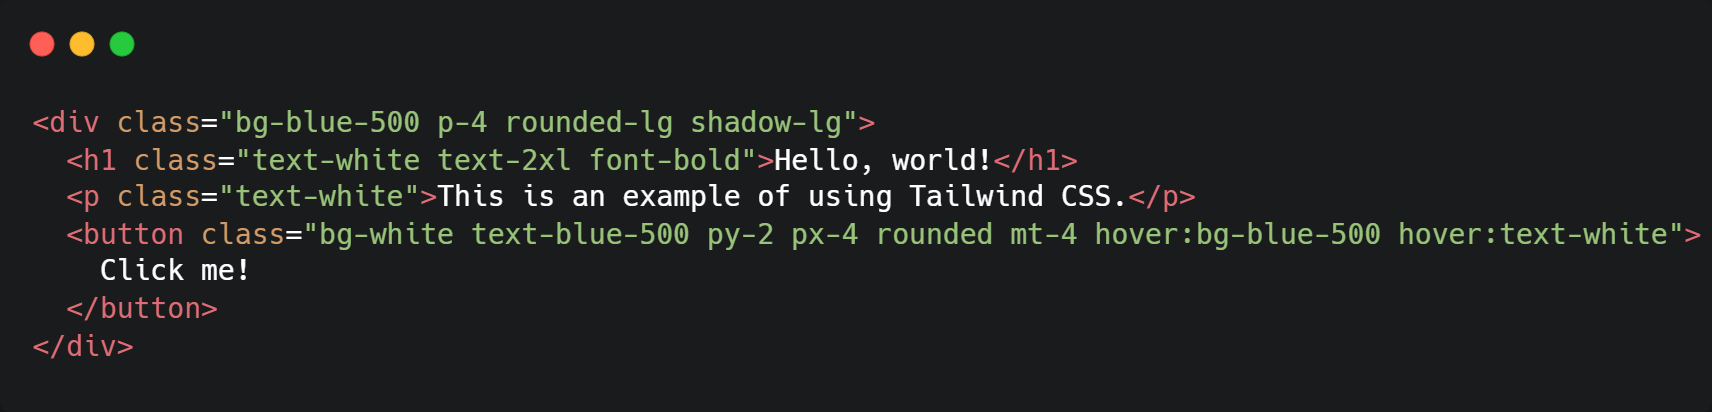 <div class="bg-blue-500 p-4 rounded-lg shadow-lg">
  <h1 class="text-white text-2xl font-bold">Hello, world!</h1>
  <p class="text-white">This is an example of using Tailwind CSS.</p>
  <button class="bg-white text-blue-500 py-2 px-4 rounded mt-4 hover:bg-blue-500 hover:text-white">
    Click me!
  </button>
</div>